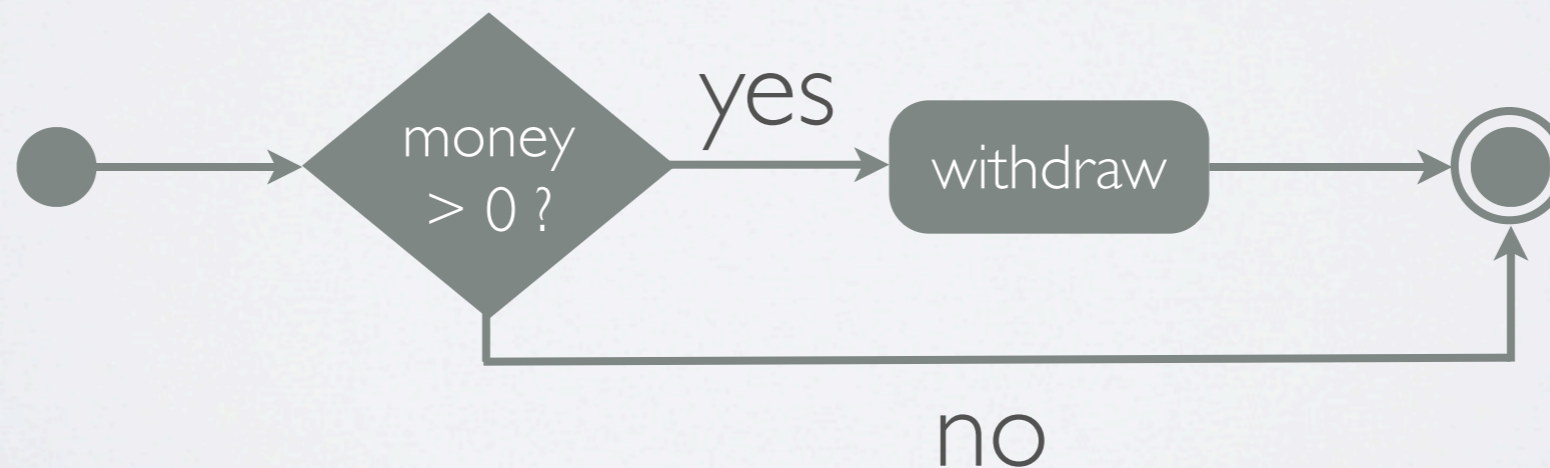 yes
money
> 0 ?
withdraw
no